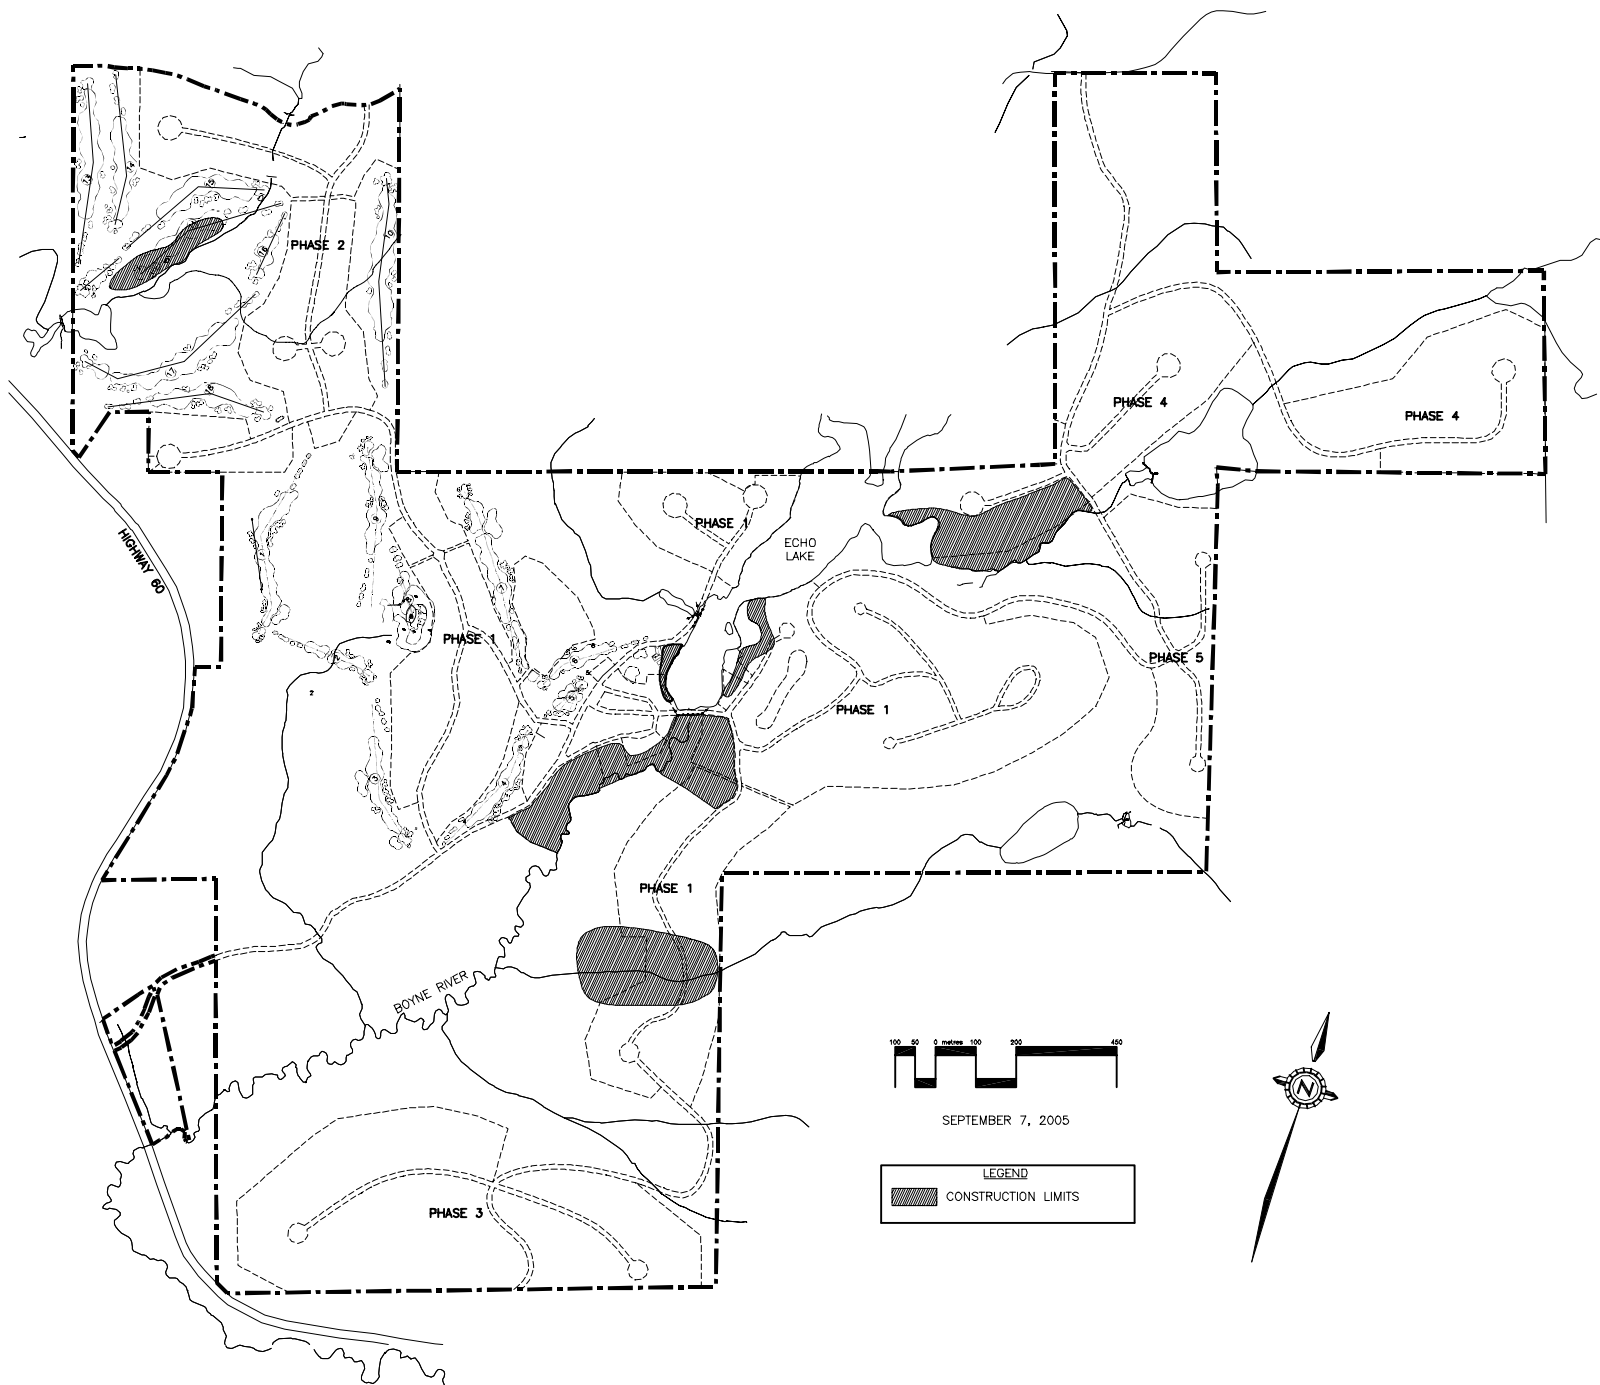 PHASE 2
PHASE 4
PHASE 4
HIGHWAY 60
PHASE 1
ECHO
LAKE
PHASE 1
PHASE 5
PHASE 1
PHASE 1
BOYNE RIVER
100 50 0 metres 100 200 450
SEPTEMBER 7, 2005
N
LEGEND
CONSTRUCTION LIMITS
PHASE 3